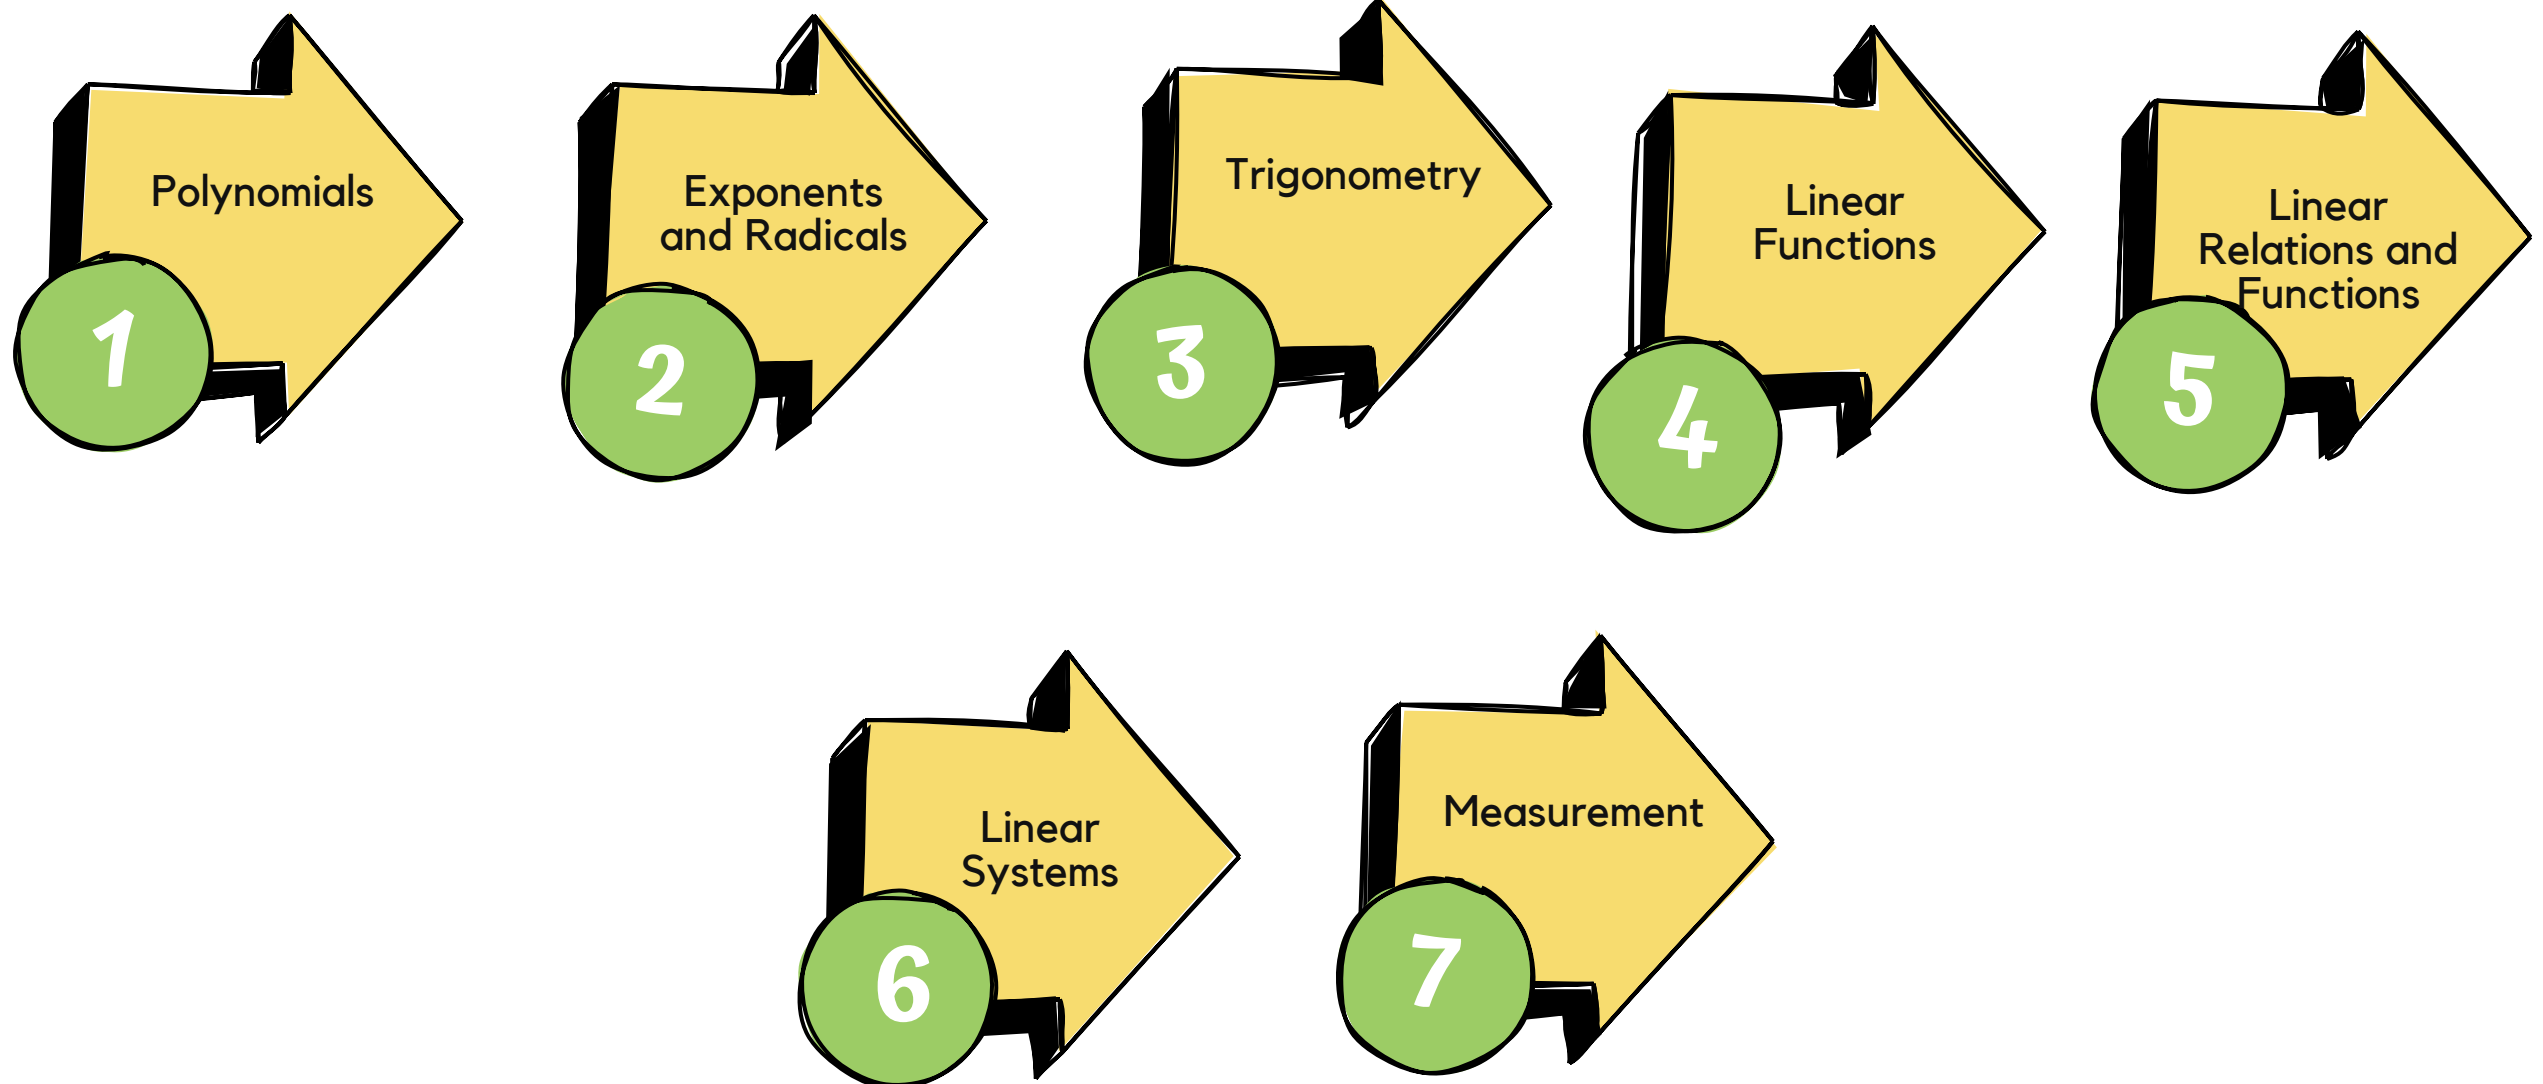 Polynomials
1
Exponents
and Radicals
2
Trigonometry
3
Linear
Functions
4
Linear
Relations and
Functions
5
Linear
Systems
6
Measurement
7